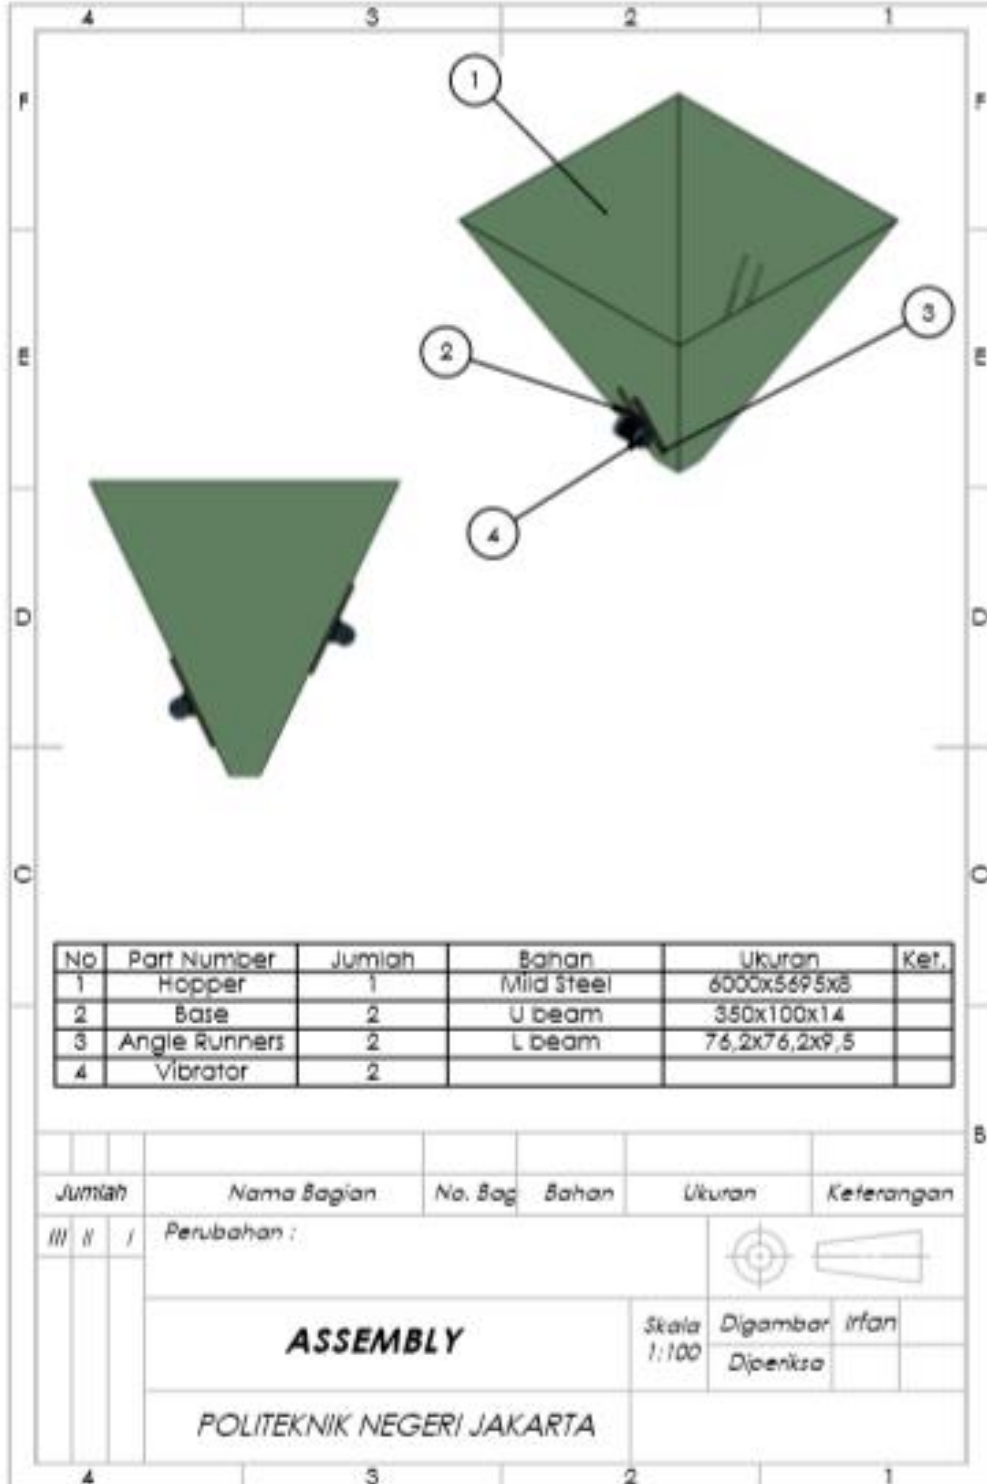 4 3 2 1
F F
1
3
2
E E
4
D D
C C
No Part Number Jumlah Bahan Ukuran Ket.
1 Hopper 1 Mild Steel 6000x5695x8
2 Base 2 U beam 350x100x14
3 Angle Runners 2 L beam 76,2x76,2x9,5
4 Vibrator 2
B
Jumlah Nama Bagian No. Bag Bahan Ukuran Keterangan
III II I Perubahan :
ASSEMBLY
Skala
1:100
Digambar Irfan
Diperiksa
POLITEKNIK NEGERI JAKARTA
4 3 2 1